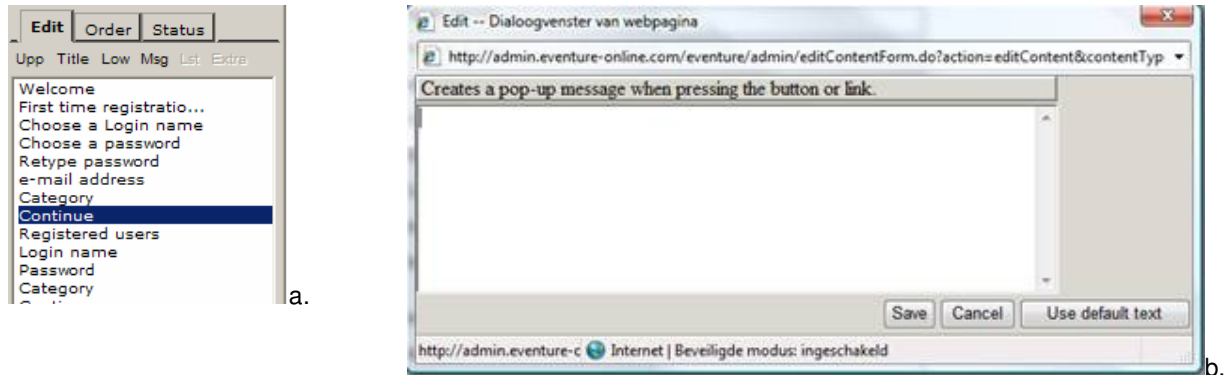 Edit Order Status
Upp Title Low Msg Lst Extra
Welcome
First time registratio...
Choose a Login name
Choose a password
Retype password
e-mail address
Category
Continue
Registered users
Login name
Password
Category
a.
Edit -- Dialoogvenster van webpagina
http://admin.eventure-online.com/eventure/admin/editContentForm.do?action=editContent&contentTyp
Creates a pop-up message when pressing the button or link.
Save Cancel Use default text
http://admin.eventure-c Internet | Beveiligde modus: ingeschakeld
b.